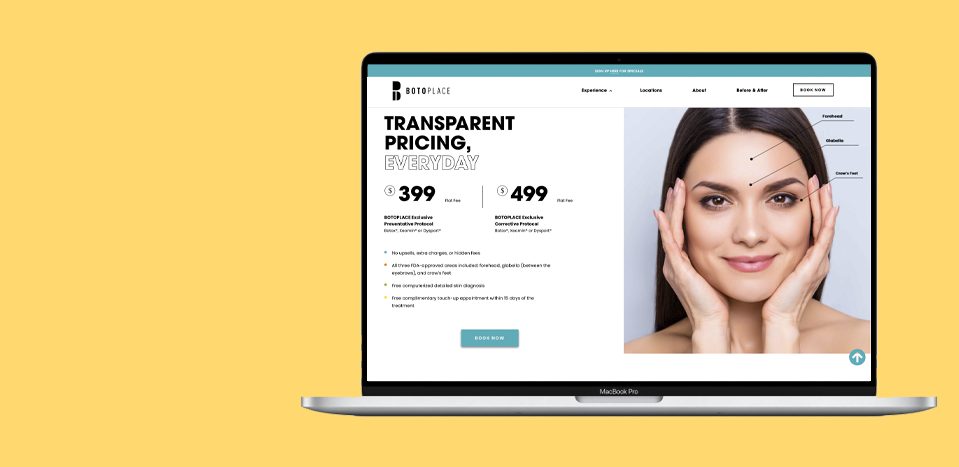 SIGN UP HERE FOR SPECIALS!
BOTOPLACE
Experience
Locations
About
Before & After
BOOK NOW
TRANSPARENT
PRICING,
EVERYDAY
$ 399 Flat Fee
$ 499 Flat Fee
BOTOPLACE Exclusive
Preventative Protocol
Botox®, Xeomin® or Dysport®
BOTOPLACE Exclusive
Corrective Protocol
Botox®, Xeomin® or Dysport®
No upsells, extra charges, or hidden fees
All three FDA-approved areas included: forehead, glabella (between the
eyebrows), and crow's feet
Free computerized detailed skin diagnosis
Free complimentary touch-up appointment within 15 days of the
treatment
BOOK NOW
Forehead
Glabella
Crow's Feet
MacBook Pro